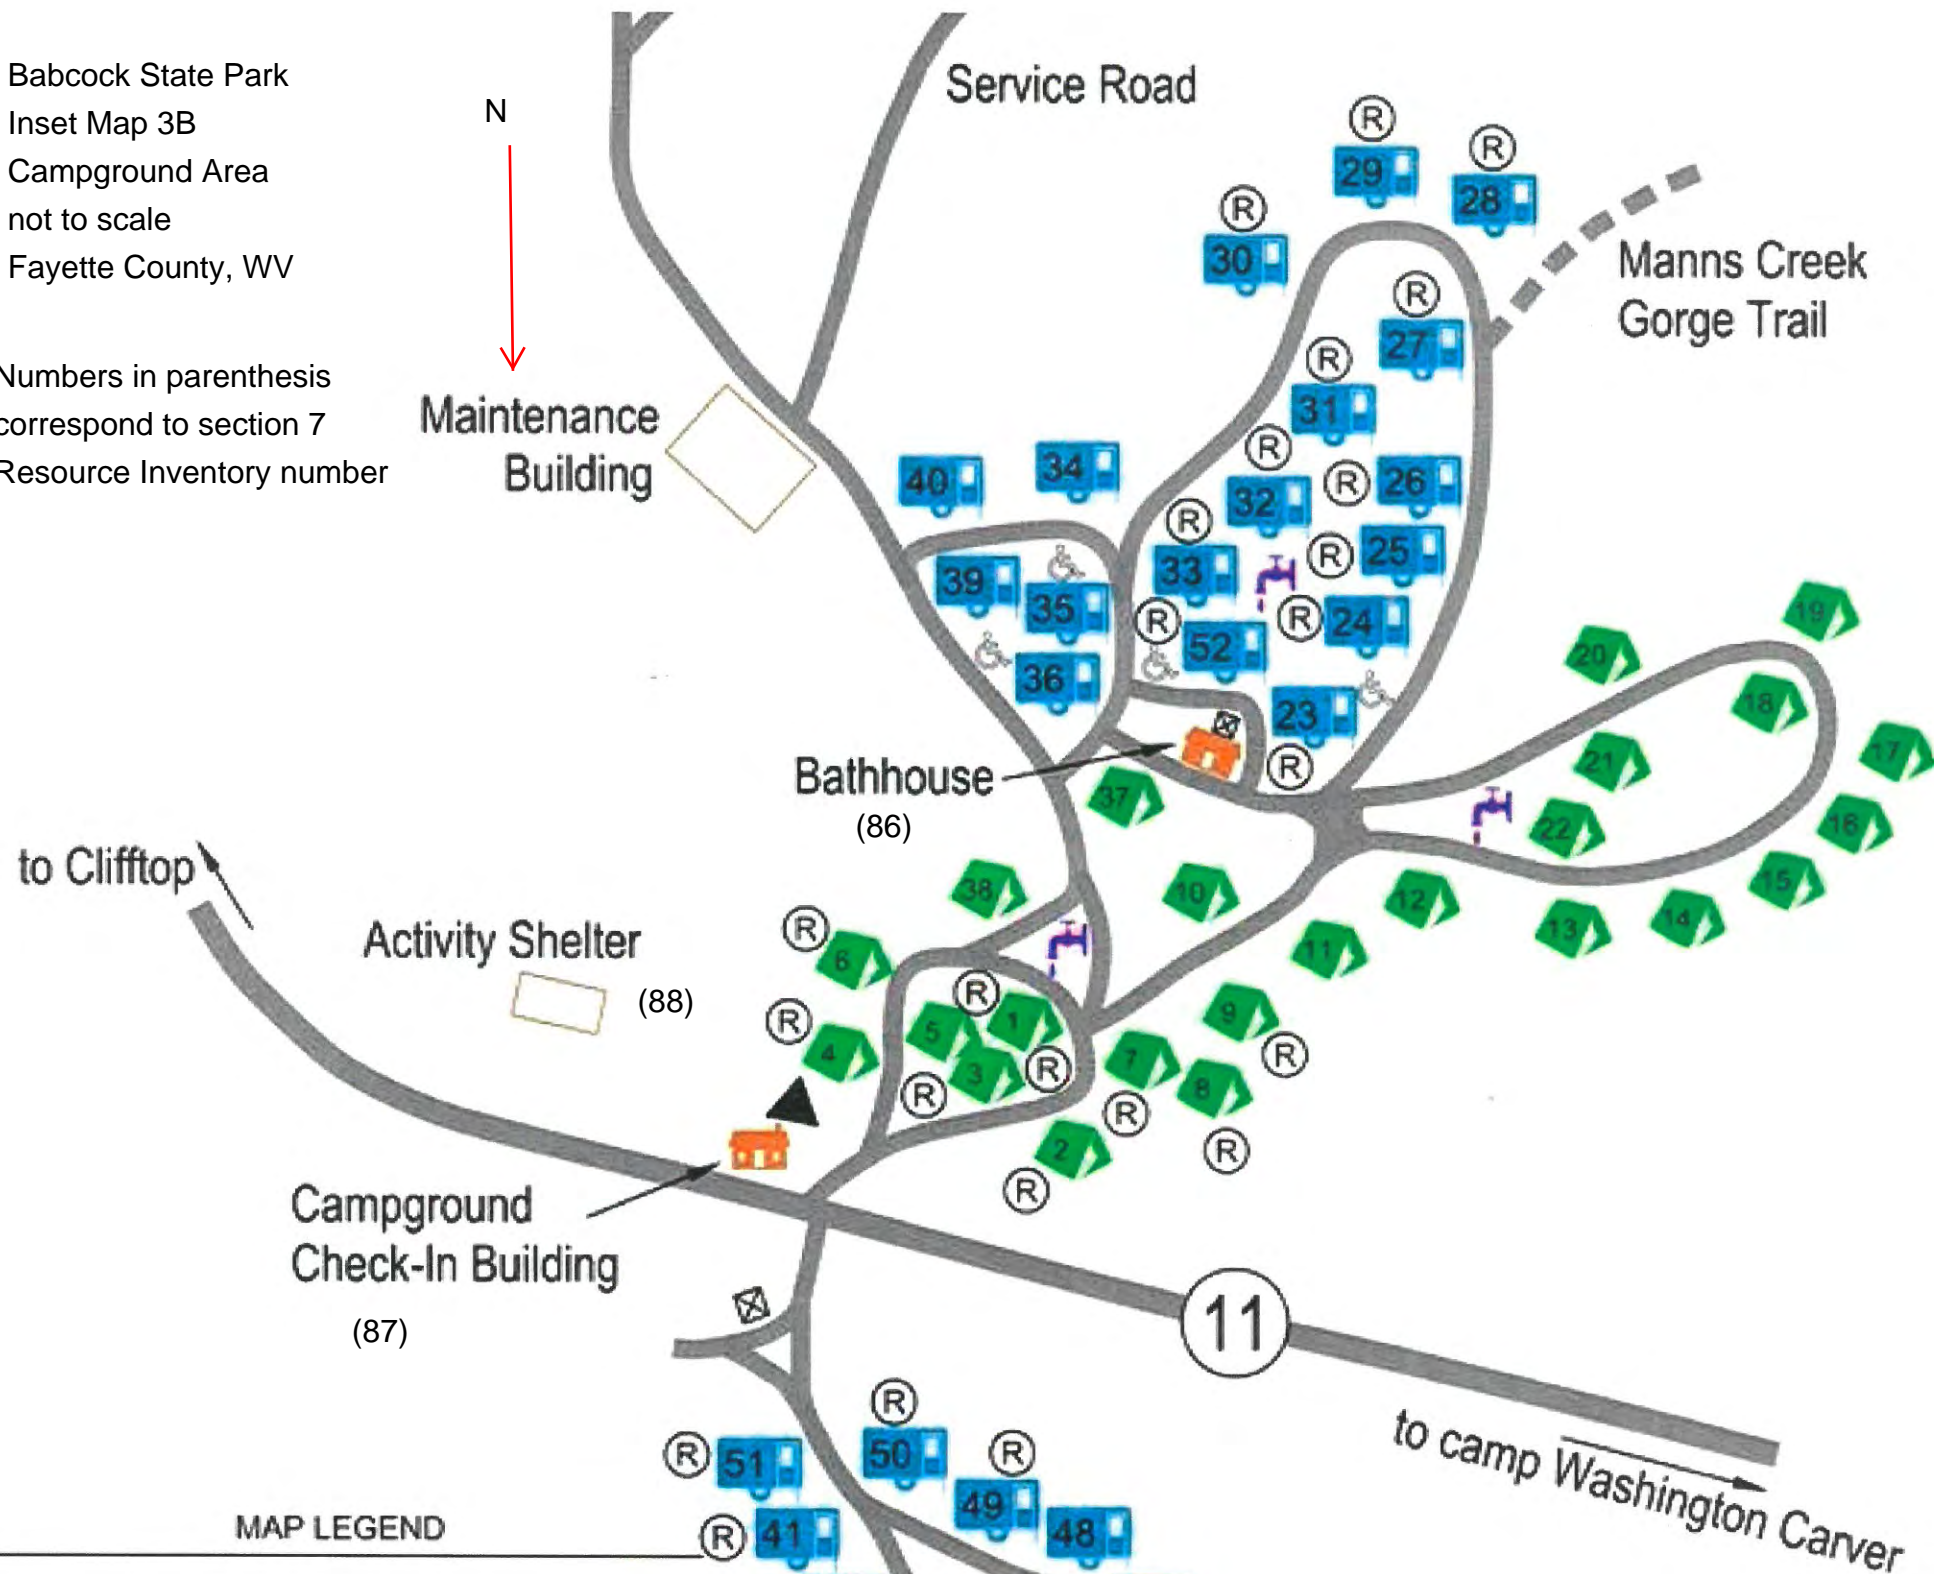 Babcock State Park
Inset Map 3B
Campground Area
not to scale
Fayette County, WV
N
Numbers in parenthesis
correspond to section 7
Resource Inventory number
Service Road
Manns Creek
Gorge Trail
Maintenance
Building
R
29
R
28
R
30
R
27
R
31
R
32
R
26
40
34
R
33
R
25
39
35
R
52
R
24
36
23
R
19
20
18
17
21
16
22
15
14
13
12
11
10
37
38
Bathhouse
(86)
to Clifftop
Activity Shelter
(88)
R
6
R
4
R
5
1
3
R
R
7
R
8
R
9
R
2
R
Campground
Check-In Building
(87)
11
to camp Washington Carver
R
51
R
50
R
49
48
R
41
MAP LEGEND